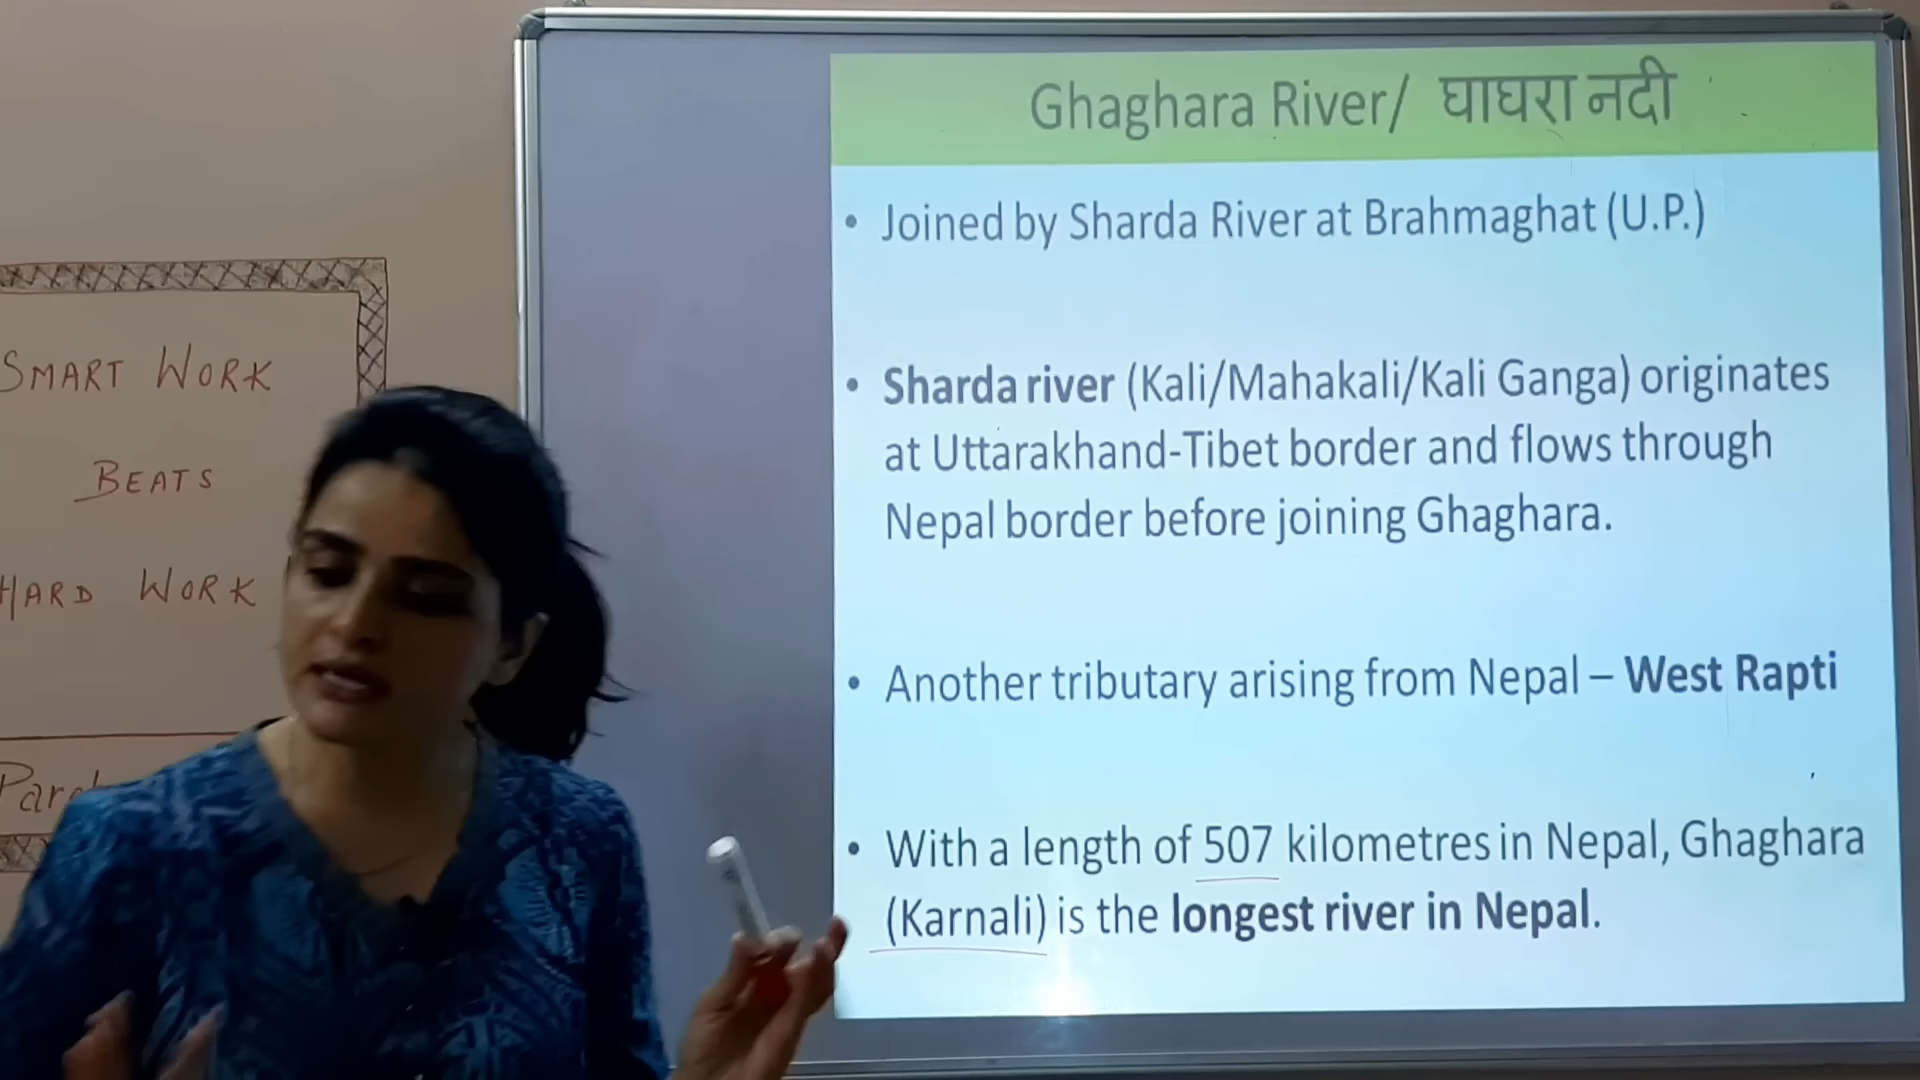 Ghaghara River/ घाघरा नदी
• Joined by Sharda River at Brahmaghat (U.P.)
• Sharda river (Kali/Mahakali/Kali Ganga) originates
at Uttarakhand-Tibet border and flows through
Nepal border before joining Ghaghara.
• Another tributary arising from Nepal – West Rapti
• With a length of 507 kilometres in Nepal, Ghaghara
(Karnali) is the longest river in Nepal.
SMART WORK
BEATS
HARD WORK